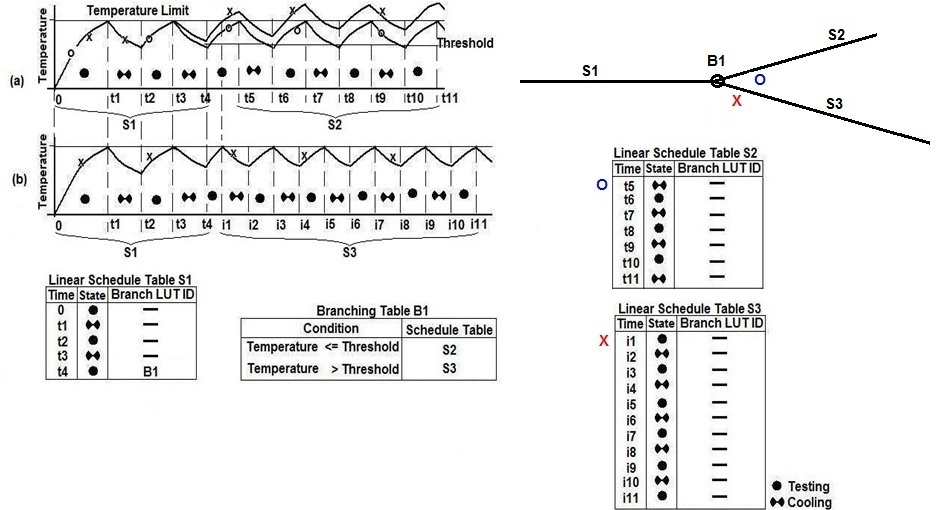 Temperature Limit
Temperature
Threshold
(a)
0 t1 t2 t3 t4 t5 t6 t7 t8 t9 t10 t11
S1 S2
Temperature
(b)
0 t1 t2 t3 t4 i1 i2 i3 i4 i5 i6 i7 i8 i9 i10 i11
S1 S3
S1
B1
S2
O
X
S3
Linear Schedule Table S1
Time State Branch LUT ID
0 —
t1 —
t2 —
t3 —
t4 B1
Branching Table B1
Condition Schedule Table
Temperature <= Threshold S2
Temperature > Threshold S3
Linear Schedule Table S2
Time State Branch LUT ID
O t5 —
t6 —
t7 —
t8 —
t9 —
t10 —
t11 —
Linear Schedule Table S3
Time State Branch LUT ID
X i1 —
i2 —
i3 —
i4 —
i5 —
i6 —
i7 —
i8 —
i9 —
i10 —
i11 —
Testing
Cooling